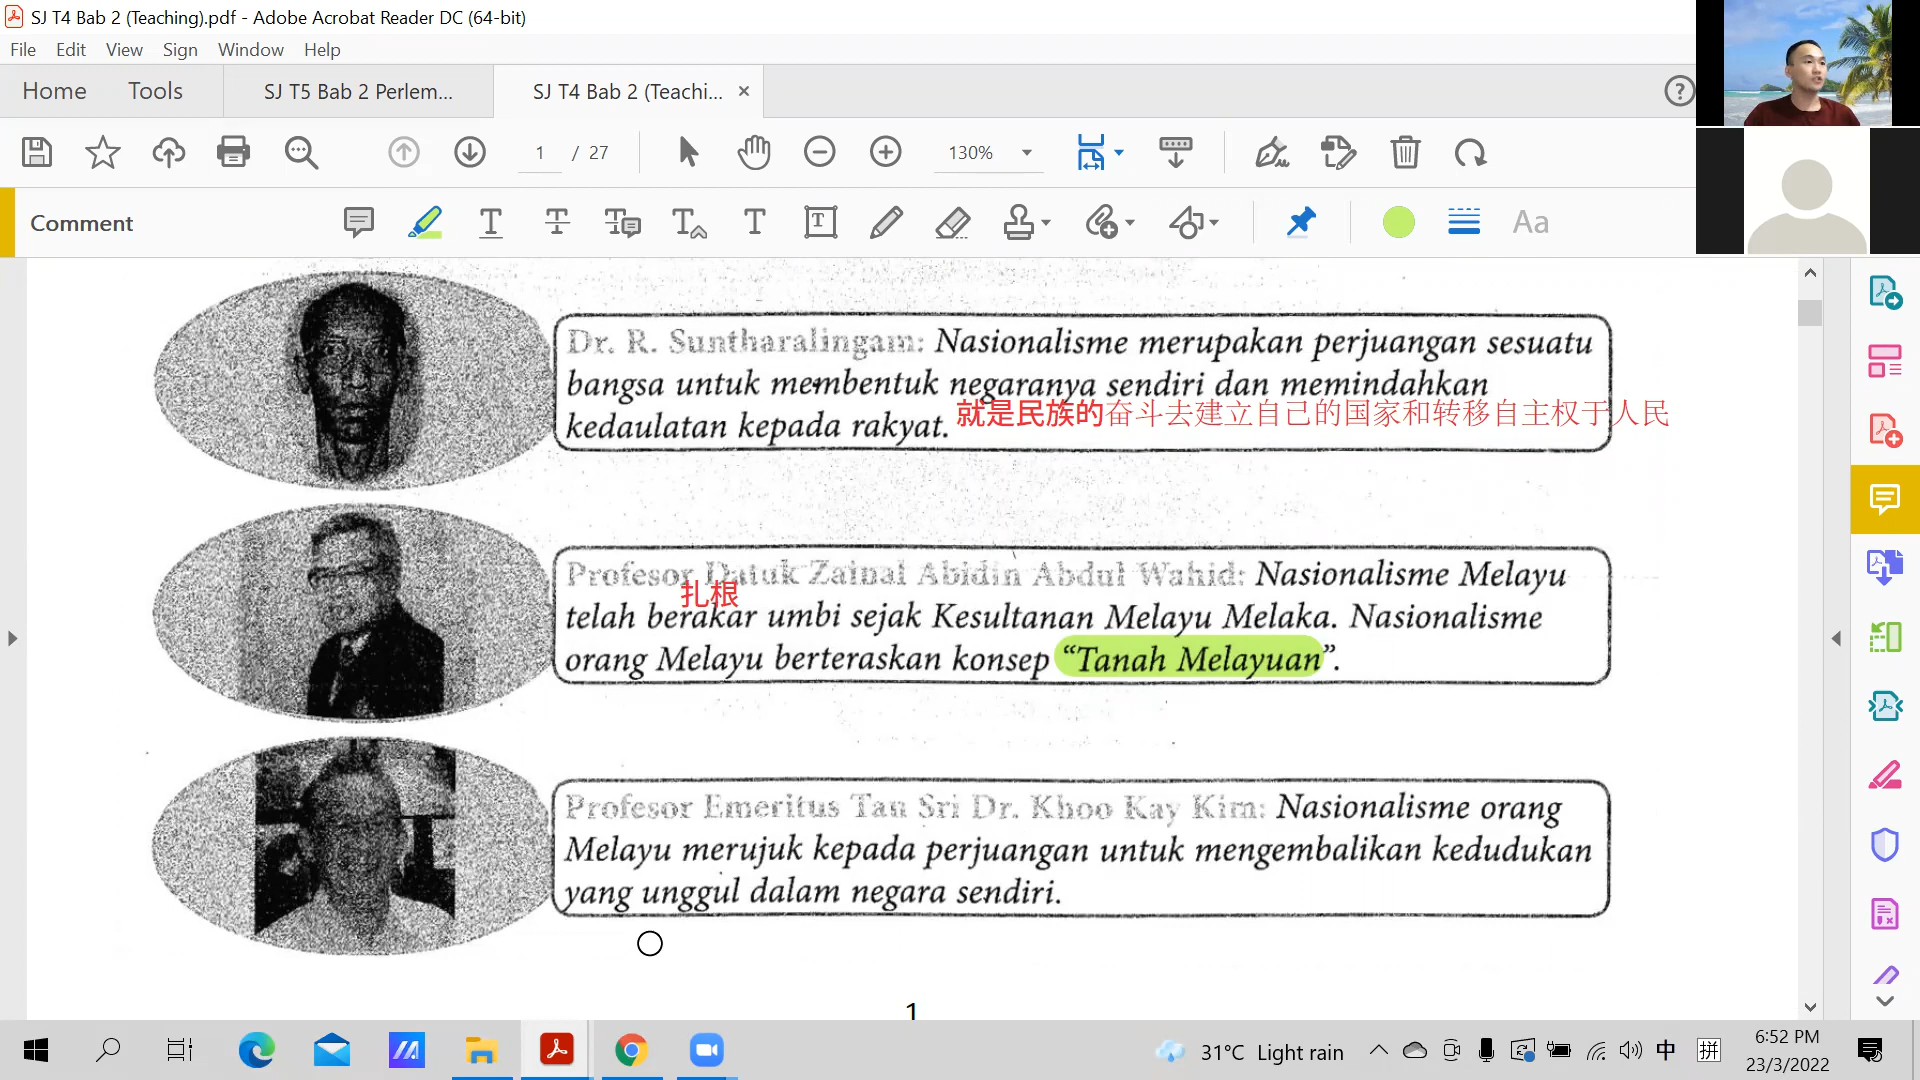 SJ T4 Bab 2 (Teaching).pdf - Adobe Acrobat Reader DC (64-bit)
File Edit View Sign Window Help
Home Tools SJ T5 Bab 2 Perlem... SJ T4 Bab 2 (Teachi... ×
1 / 27 130%
Comment
Aa
Dr. R. Suntharalingam: Nasionalisme merupakan perjuangan sesuatu
bangsa untuk membentuk negaranya sendiri dan memindahkan
就是民族的奋斗去建立自己的国家和转移自主权于人民
kedaulatan kepada rakyat.
Profesor Datuk Zainal Abidin Abdul Wahid: Nasionalisme Melayu
扎根
telah berakar umbi sejak Kesultanan Melayu Melaka. Nasionalisme
orang Melayu berteraskan konsep “Tanah Melayuan”.
Profesor Emeritus Tan Sri Dr. Khoo Kay Kim: Nasionalisme orang
Melayu merujuk kepada perjuangan untuk mengembalikan kedudukan
yang unggul dalam negara sendiri.
1
31°C Light rain
中
拼
6:52 PM
23/3/2022